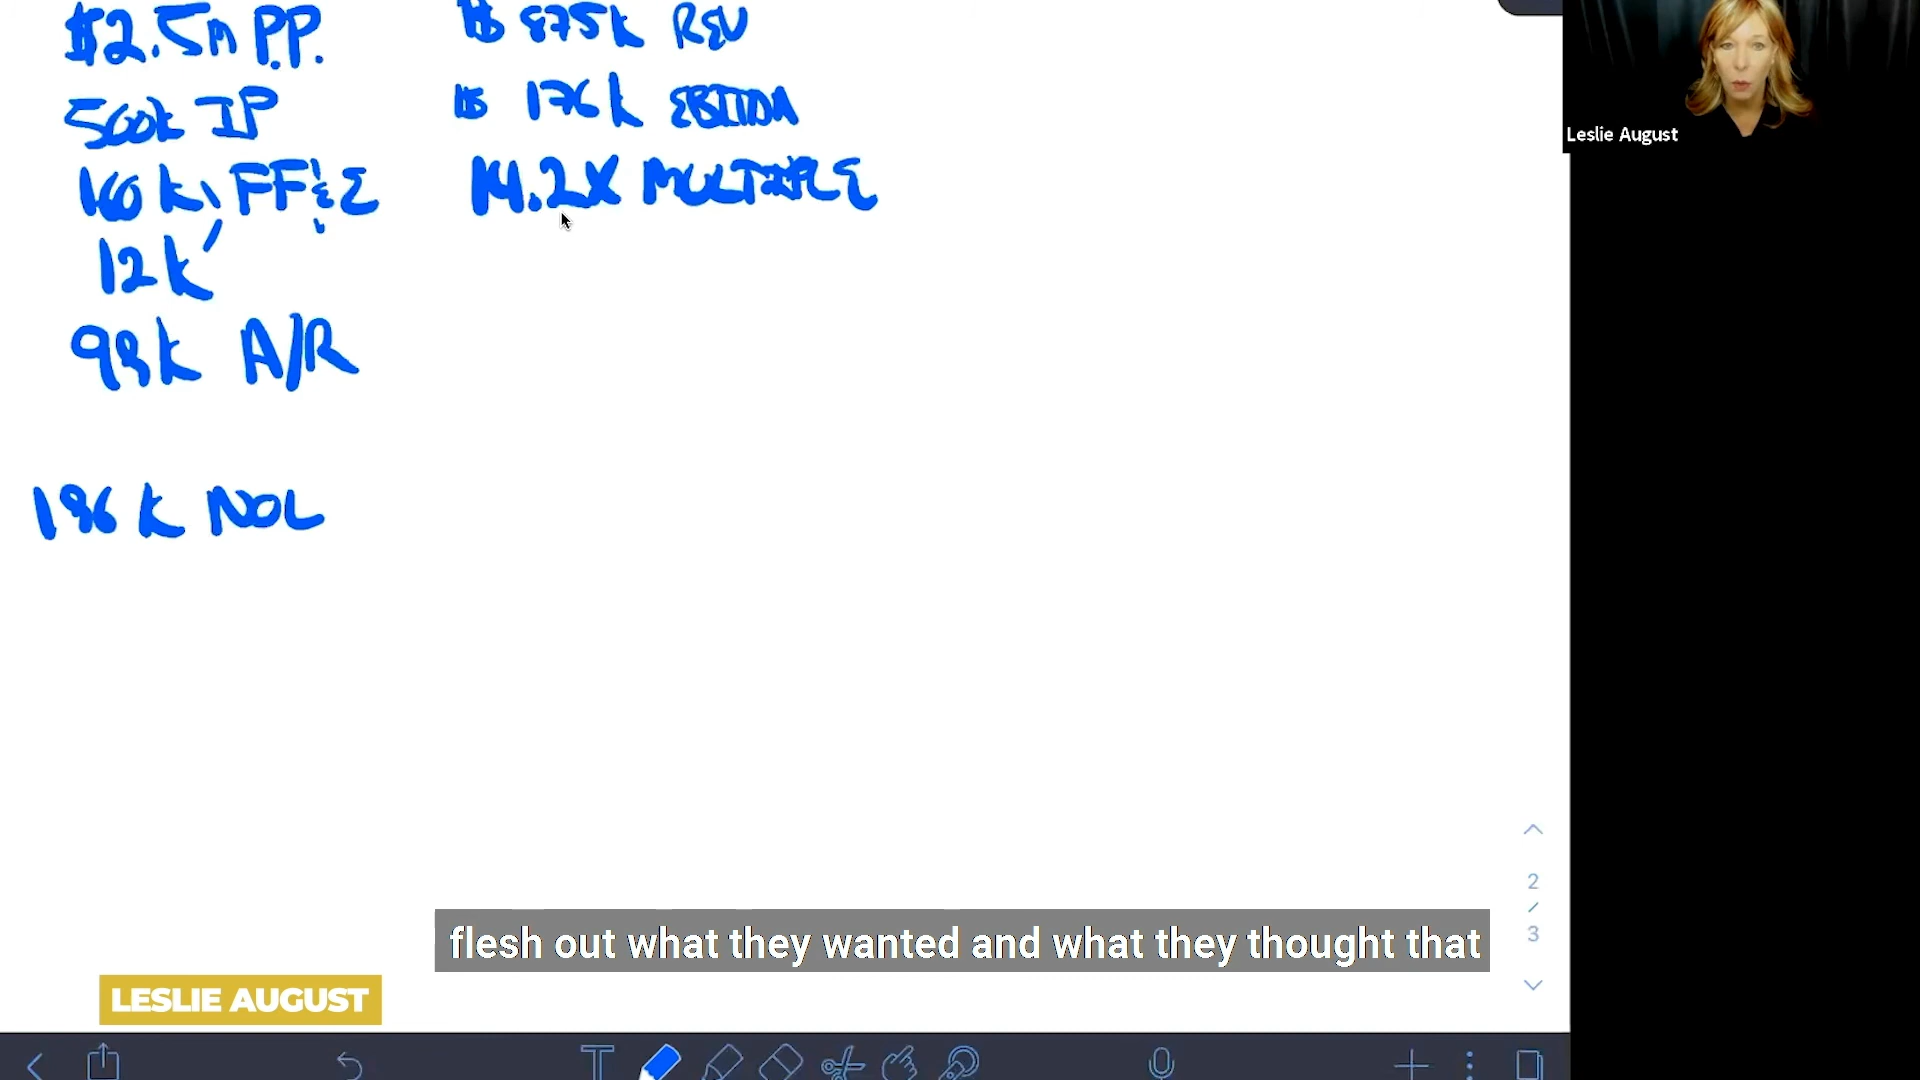 $2.5m P.P.
500k IP
160k, FF&E
12k
98k A/R
196k NOL
$ 875k REV
$ 176k EBITDA
14.2X MULTIPLE
Leslie August
2
/
3
flesh out what they wanted and what they thought that
LESLIE AUGUST
T